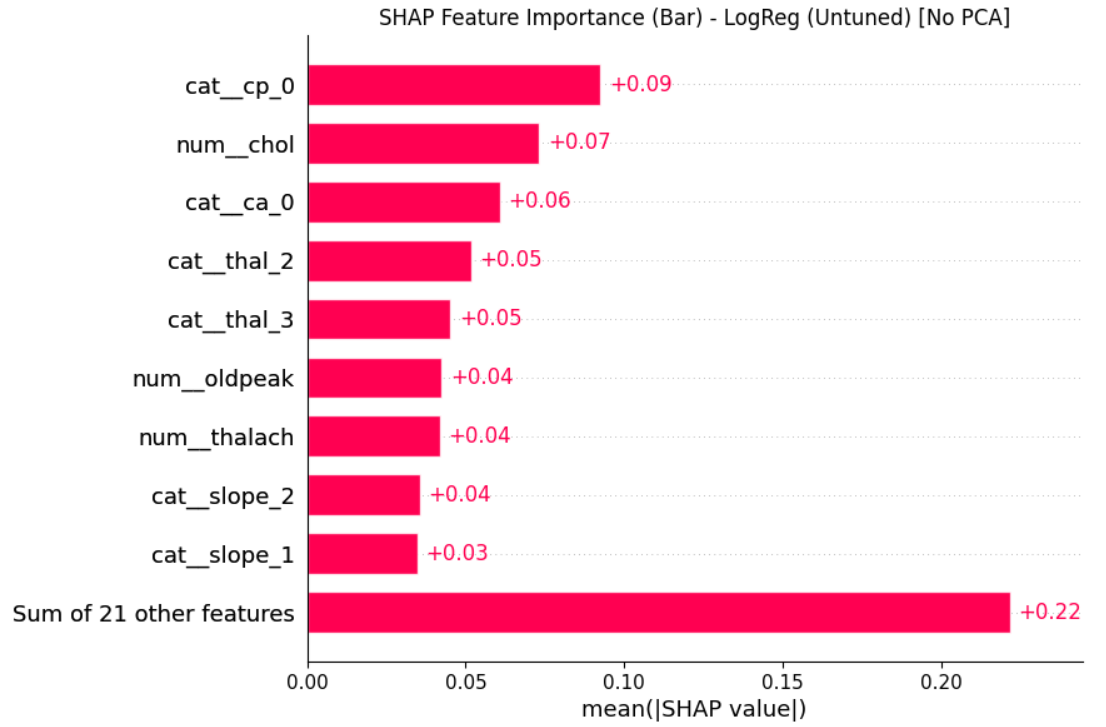 SHAP Feature Importance (Bar) - LogReg (Untuned) [No PCA]
cat__cp_0 +0.09
num__chol +0.07
cat__ca_0 +0.06
cat__thal_2 +0.05
cat__thal_3 +0.05
num__oldpeak +0.04
num__thalach +0.04
cat__slope_2 +0.04
cat__slope_1 +0.03
Sum of 21 other features +0.22
0.00 0.05 0.10 0.15 0.20
mean(|SHAP value|)